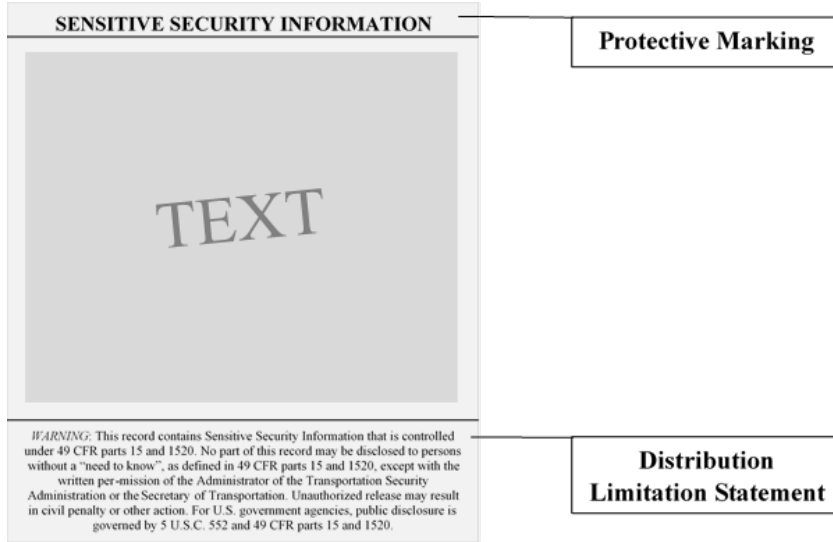 SENSITIVE SECURITY INFORMATION
Protective Marking
TEXT
WARNING: This record contains Sensitive Security Information that is controlled
under 49 CFR parts 15 and 1520. No part of this record may be disclosed to persons
without a “need to know”, as defined in 49 CFR parts 15 and 1520, except with the
written per-mission of the Administrator of the Transportation Security
Administration or the Secretary of Transportation. Unauthorized release may result
in civil penalty or other action. For U.S. government agencies, public disclosure is
governed by 5 U.S.C. 552 and 49 CFR parts 15 and 1520.
Distribution
Limitation Statement